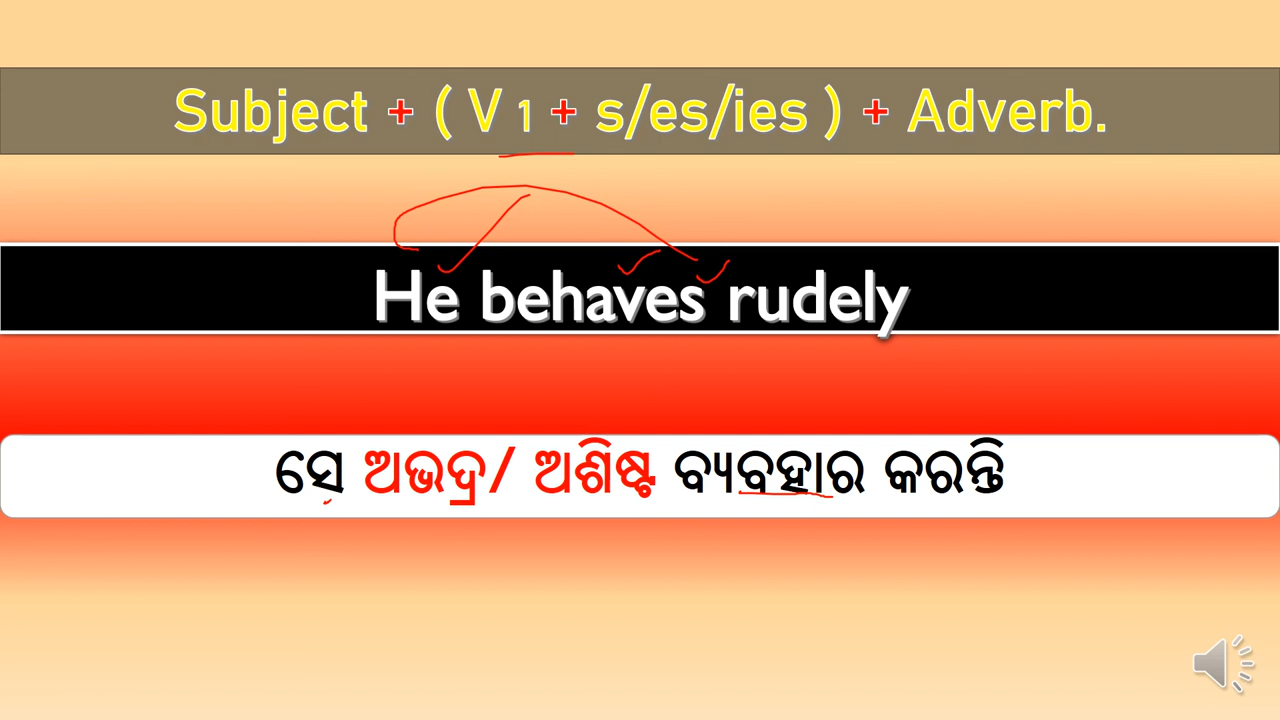 Subject + ( V 1 + s/es/ies ) + Adverb.
He behaves rudely
ସେ ଅଭଦ୍ର/ ଅଶିଷ୍ଟ ବ୍ୟବହାର କରନ୍ତି